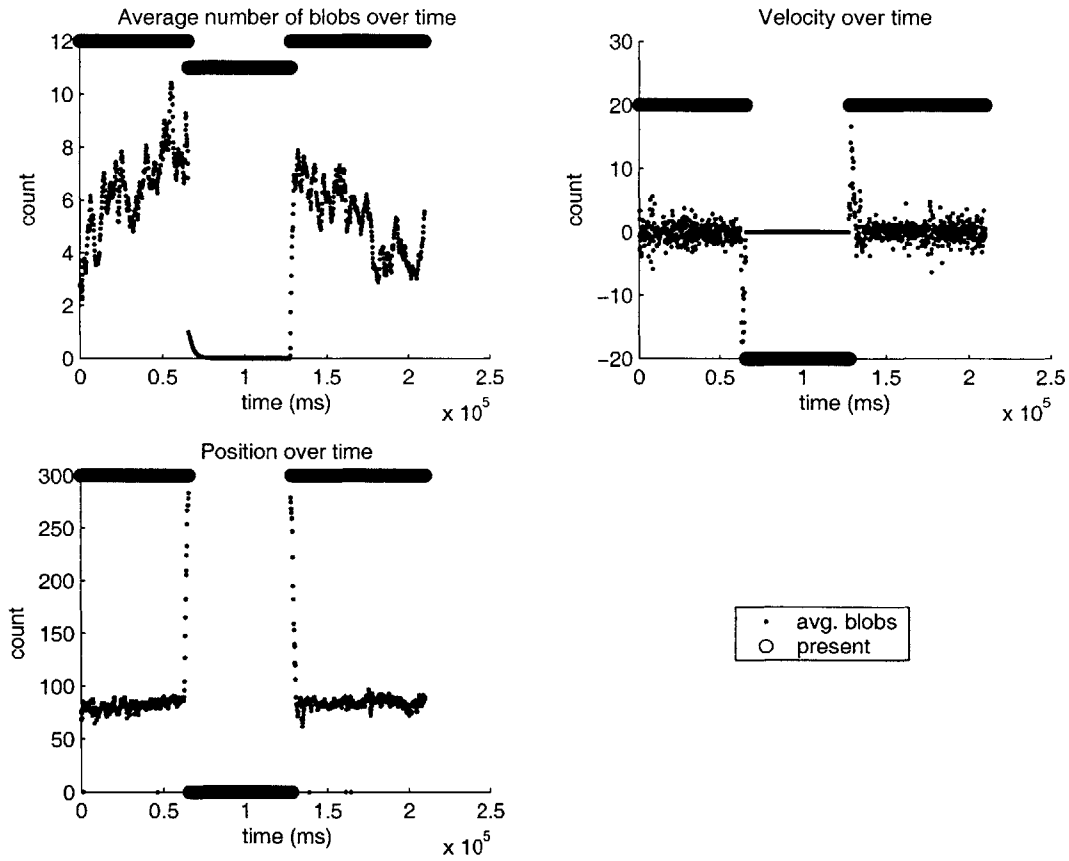 Average number of blobs over time
12
10
8
6
4
2
0
count
0 0.5 1 1.5 2 2.5
time (ms)
x 10^5
Velocity over time
30
20
10
0
−10
−20
count
0 0.5 1 1.5 2 2.5
time (ms)
x 10^5
Position over time
300
250
200
150
100
50
0
count
0 0.5 1 1.5 2 2.5
time (ms)
x 10^5
avg. blobs
present